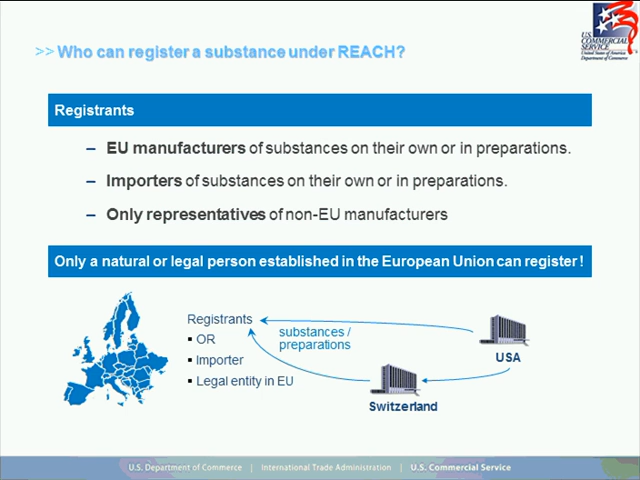 U.S.
COMMERCIAL
SERVICE
United States of America
Department of Commerce
>> Who can register a substance under REACH?
Registrants
– EU manufacturers of substances on their own or in preparations.
– Importers of substances on their own or in preparations.
– Only representatives of non-EU manufacturers
Only a natural or legal person established in the European Union can register !
Registrants
▪ OR
▪ Importer
▪ Legal entity in EU
substances /
preparations
USA
Switzerland
U.S. Department of Commerce | International Trade Administration | U.S. Commercial Service